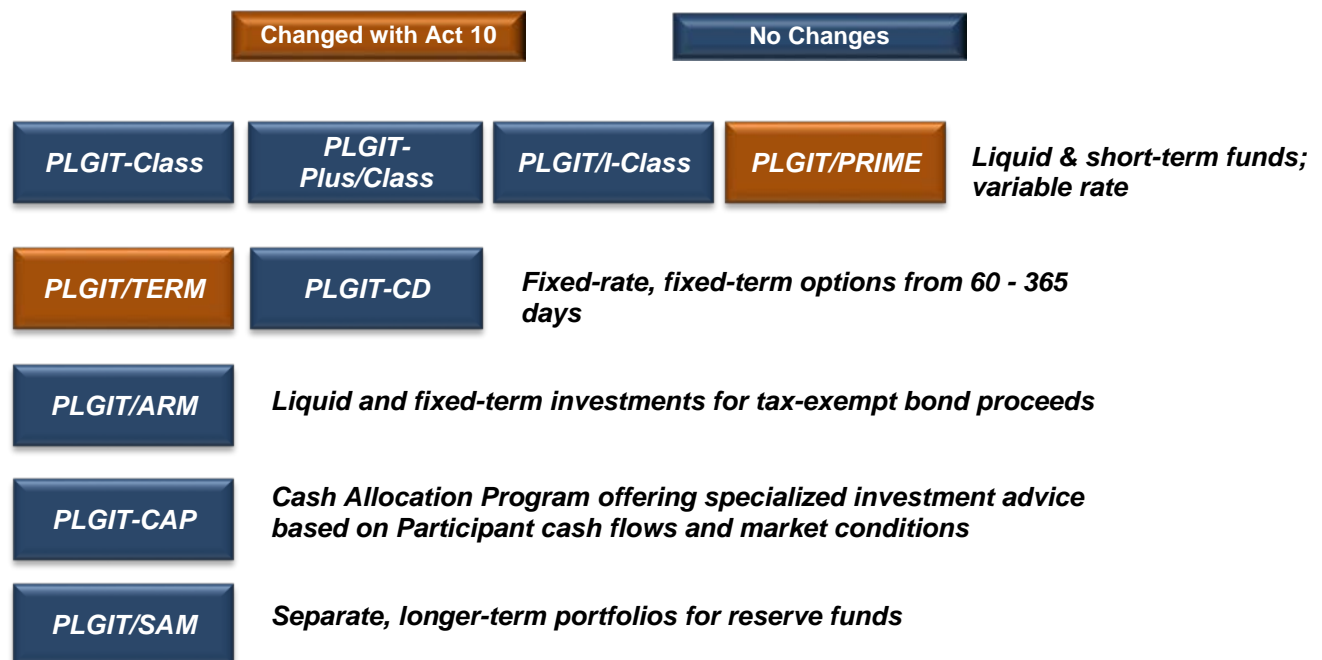 Changed with Act 10
No Changes
PLGIT-Class
PLGIT-
Plus/Class
PLGIT/I-Class
PLGIT/PRIME
Liquid & short-term funds;
variable rate
PLGIT/TERM
PLGIT-CD
Fixed-rate, fixed-term options from 60 - 365
days
PLGIT/ARM
Liquid and fixed-term investments for tax-exempt bond proceeds
PLGIT-CAP
Cash Allocation Program offering specialized investment advice
based on Participant cash flows and market conditions
PLGIT/SAM
Separate, longer-term portfolios for reserve funds